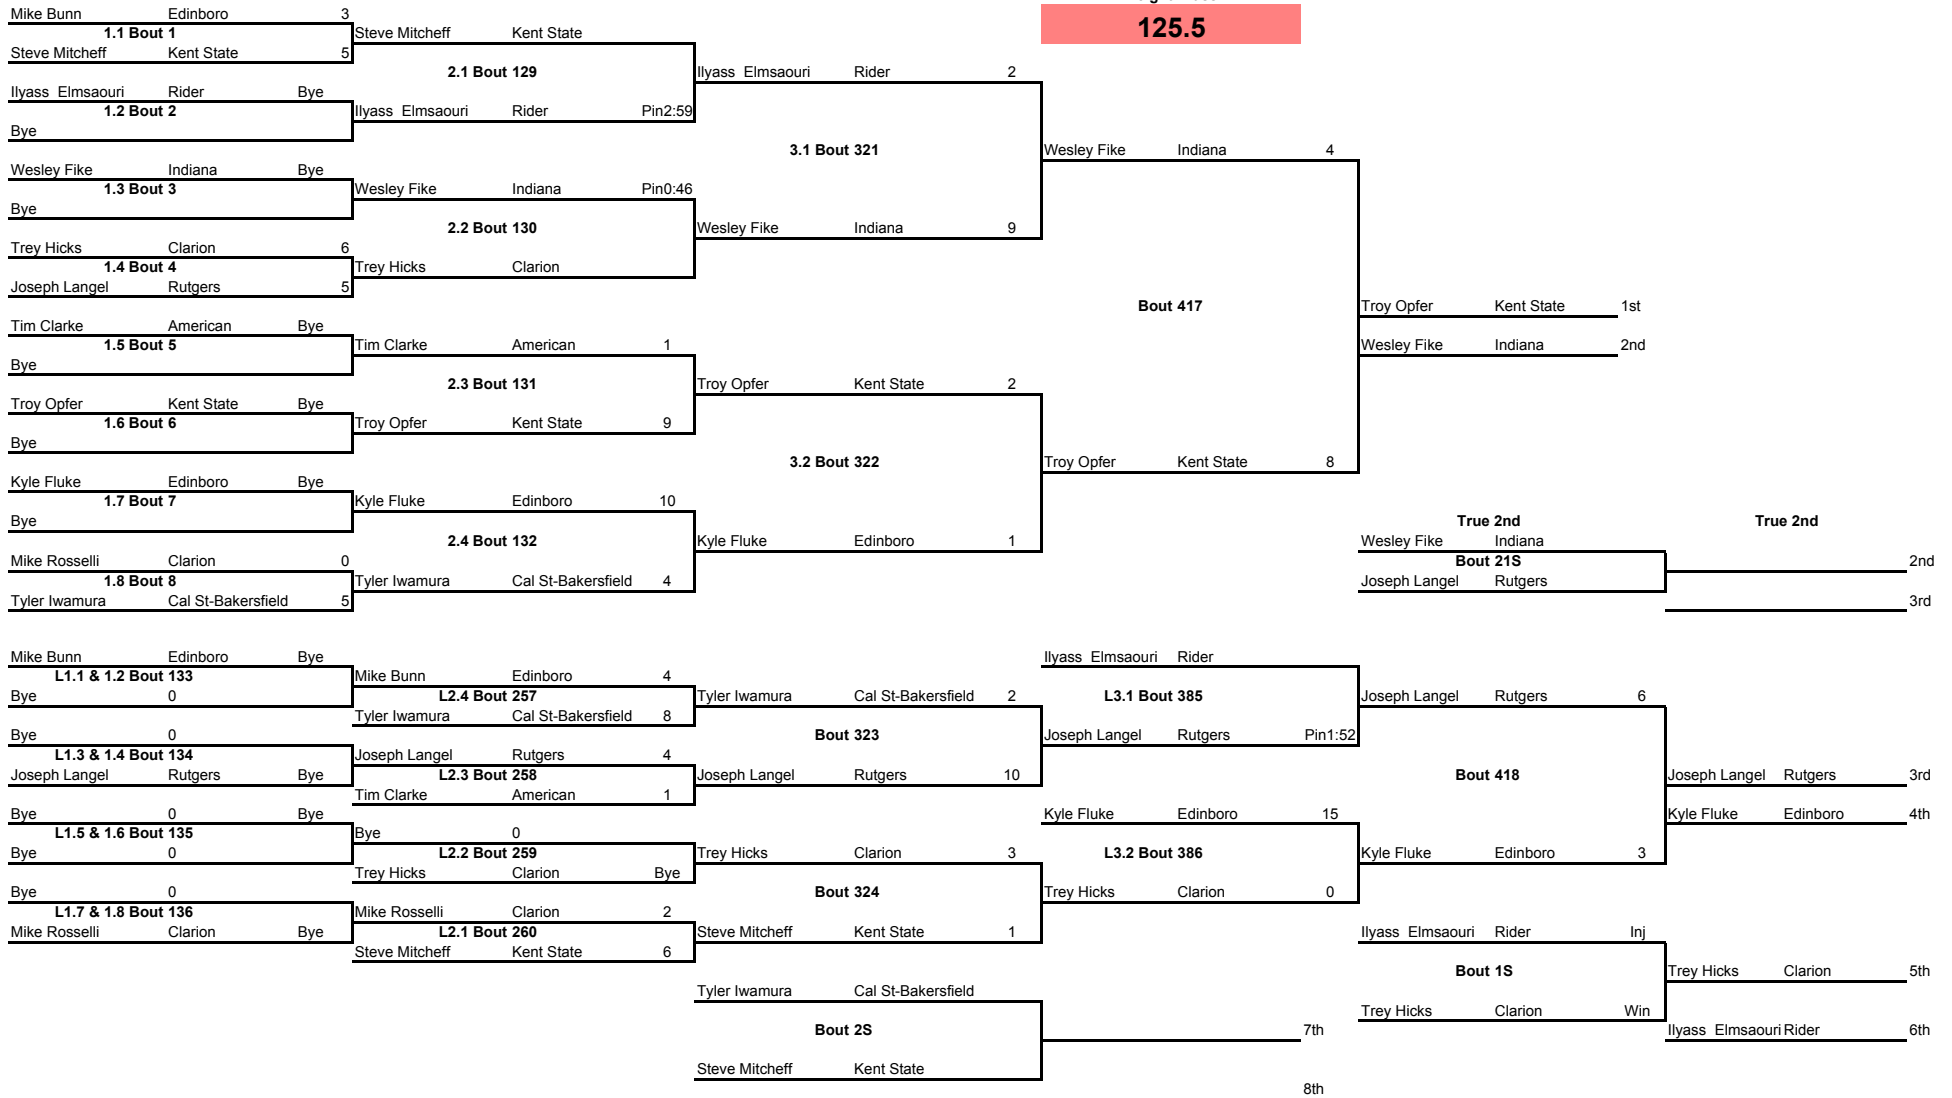 125.5
Mike Bunn Edinboro 3
1.1 Bout 1
Steve Mitcheff Kent State 5
Ilyass Elmsaouri Rider Bye
1.2 Bout 2
Bye
Wesley Fike Indiana Bye
1.3 Bout 3
Bye
Trey Hicks Clarion 6
1.4 Bout 4
Joseph Langel Rutgers 5
Tim Clarke American Bye
1.5 Bout 5
Bye
Troy Opfer Kent State Bye
1.6 Bout 6
Bye
Kyle Fluke Edinboro Bye
1.7 Bout 7
Bye
Mike Rosselli Clarion 0
1.8 Bout 8
Tyler Iwamura Cal St-Bakersfield 5
Steve Mitcheff Kent State
2.1 Bout 129
Ilyass Elmsaouri Rider Pin2:59
Wesley Fike Indiana Pin0:46
2.2 Bout 130
Trey Hicks Clarion
Tim Clarke American 1
2.3 Bout 131
Troy Opfer Kent State 9
Kyle Fluke Edinboro 10
2.4 Bout 132
Tyler Iwamura Cal St-Bakersfield 4
Ilyass Elmsaouri Rider 2
3.1 Bout 321
Wesley Fike Indiana 9
Troy Opfer Kent State 2
3.2 Bout 322
Kyle Fluke Edinboro 1
Wesley Fike Indiana 4
Bout 417
Troy Opfer Kent State 8
Troy Opfer Kent State 1st
Wesley Fike Indiana 2nd
True 2nd True 2nd
Wesley Fike Indiana
Bout 21S
2nd
Joseph Langel Rutgers
3rd
Mike Bunn Edinboro Bye
L1.1 & 1.2 Bout 133
Bye 0
Bye 0
L1.3 & 1.4 Bout 134
Joseph Langel Rutgers Bye
Bye 0 Bye
L1.5 & 1.6 Bout 135
Bye 0
Bye 0
L1.7 & 1.8 Bout 136
Mike Rosselli Clarion Bye
Mike Bunn Edinboro 4
L2.4 Bout 257
Tyler Iwamura Cal St-Bakersfield 8
Joseph Langel Rutgers 4
L2.3 Bout 258
Tim Clarke American 1
Bye 0
L2.2 Bout 259
Trey Hicks Clarion Bye
Mike Rosselli Clarion 2
L2.1 Bout 260
Steve Mitcheff Kent State 6
Tyler Iwamura Cal St-Bakersfield 2
Bout 323
Joseph Langel Rutgers 10
Trey Hicks Clarion 3
Bout 324
Steve Mitcheff Kent State 1
Tyler Iwamura Cal St-Bakersfield
Bout 2S
Steve Mitcheff Kent State
7th
8th
Ilyass Elmsaouri Rider
L3.1 Bout 385
Joseph Langel Rutgers Pin1:52
Kyle Fluke Edinboro 15
L3.2 Bout 386
Trey Hicks Clarion 0
Joseph Langel Rutgers 6
Bout 418
Kyle Fluke Edinboro 3
Joseph Langel Rutgers 3rd
Kyle Fluke Edinboro 4th
Ilyass Elmsaouri Rider Inj
Bout 1S
Trey Hicks Clarion Win
Trey Hicks Clarion 5th
Ilyass Elmsaouri Rider 6th